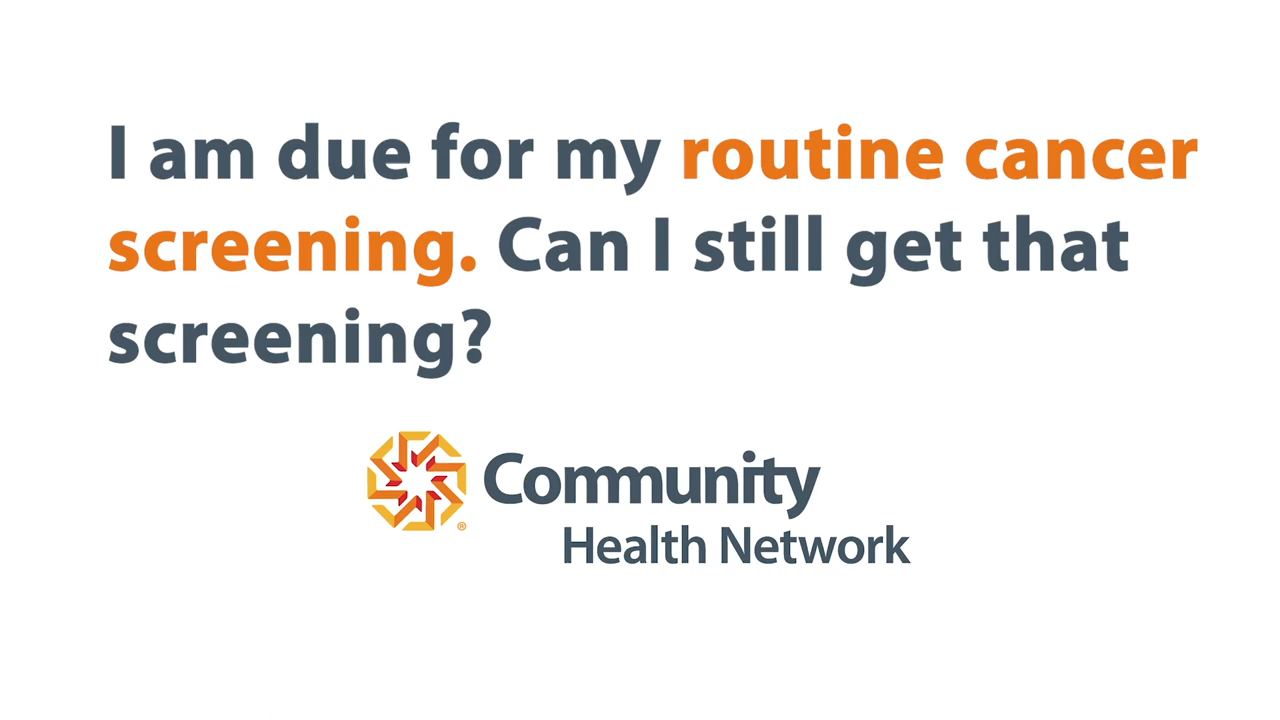 I am due for my routine cancer
screening. Can I still get that
screening?
Community
Health Network
®